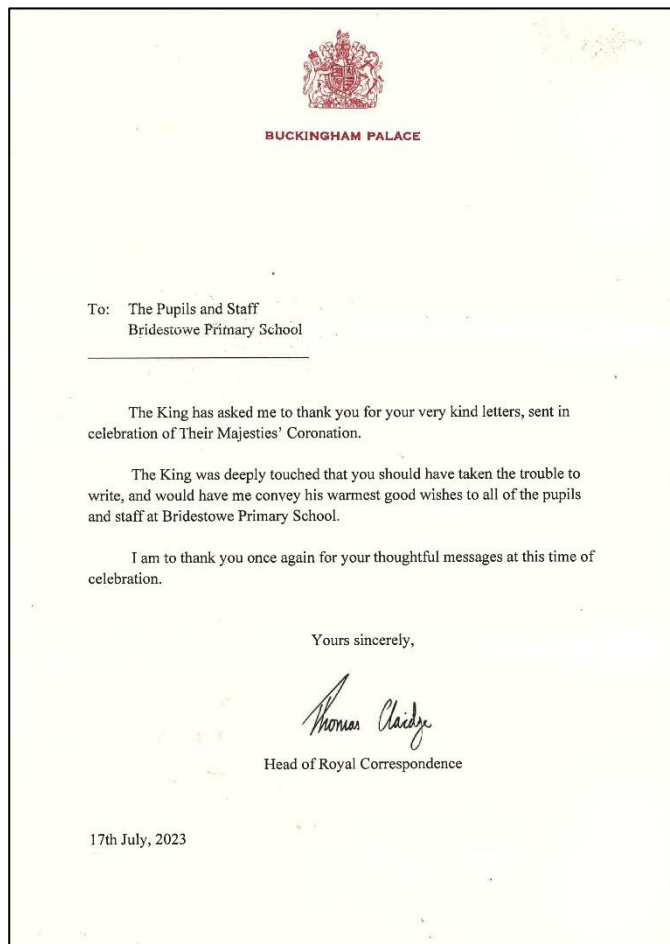 BUCKINGHAM PALACE
To: The Pupils and Staff
Bridestowe Primary School
The King has asked me to thank you for your very kind letters, sent in
celebration of Their Majesties' Coronation.
The King was deeply touched that you should have taken the trouble to
write, and would have me convey his warmest good wishes to all of the pupils
and staff at Bridestowe Primary School.
I am to thank you once again for your thoughtful messages at this time of
celebration.
Yours sincerely,
Thomas
Head of Royal Correspondence
17th July, 2023